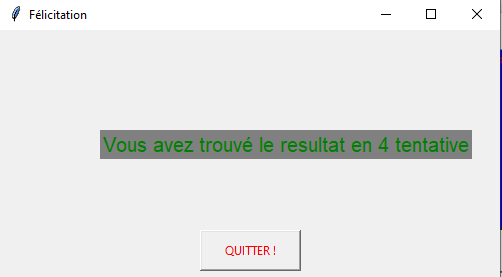 Félicitation
Vous avez trouvé le resultat en 4 tentative
QUITTER !